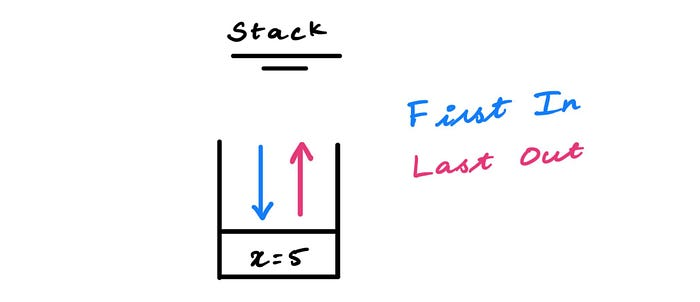 Stack
First In
Last Out
x=5